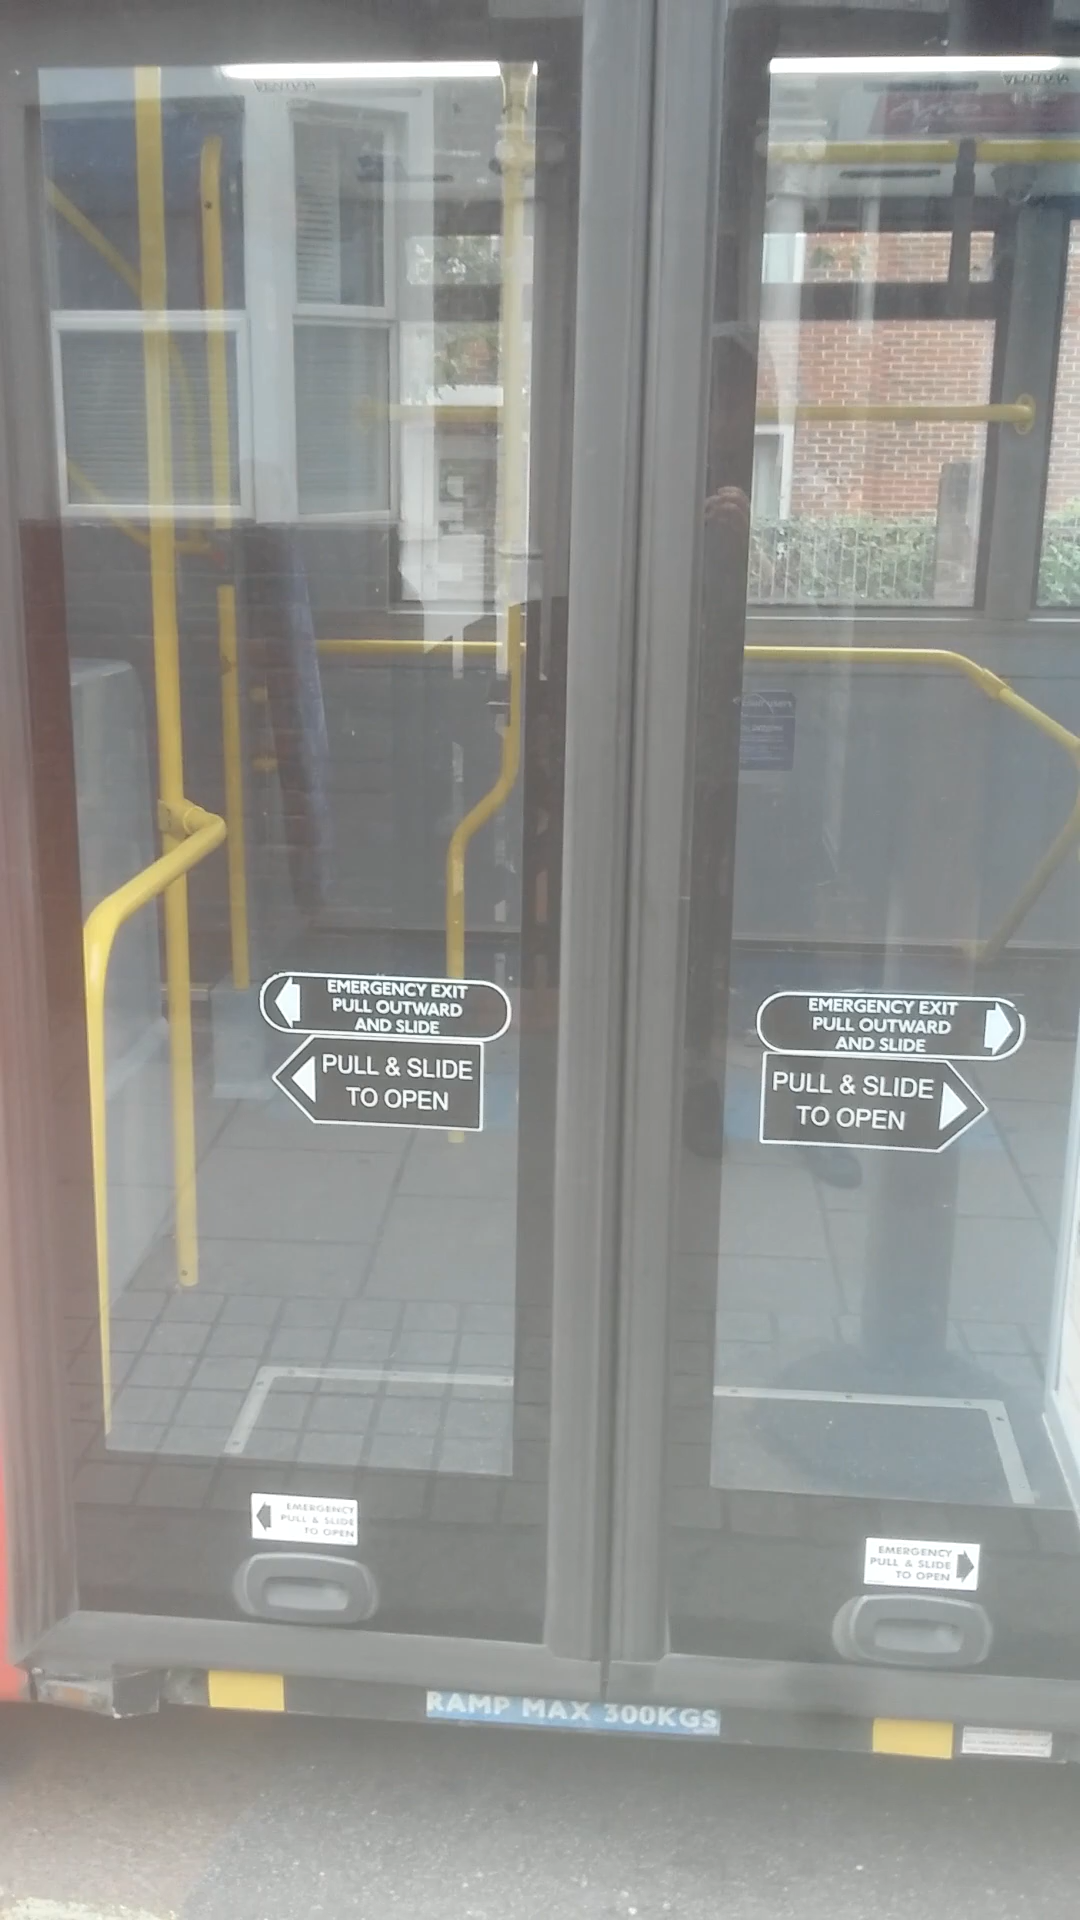 EMERGENCY EXIT
PULL OUTWARD
AND SLIDE
PULL & SLIDE
TO OPEN
EMERGENCY EXIT
PULL OUTWARD
AND SLIDE
PULL & SLIDE
TO OPEN
EMERGENCY
PULL & SLIDE
TO OPEN
EMERGENCY
PULL & SLIDE
TO OPEN
RAMP MAX 300KGS